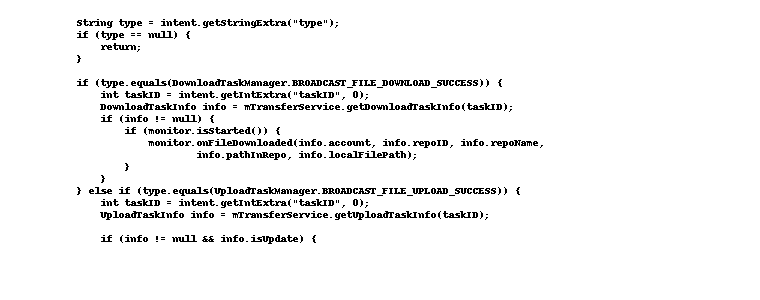 String type = intent.getStringExtra("type");
if (type == null) {
    return;
}

if (type.equals(DownloadTaskManager.BROADCAST_FILE_DOWNLOAD_SUCCESS)) {
    int taskID = intent.getIntExtra("taskID", 0);
    DownloadTaskInfo info = mTransferService.getDownloadTaskInfo(taskID);
    if (info != null) {
        if (monitor.isStarted()) {
            monitor.onFileDownloaded(info.account, info.repoID, info.repoName,
                    info.pathInRepo, info.localFilePath);
        }
    }
} else if (type.equals(UploadTaskManager.BROADCAST_FILE_UPLOAD_SUCCESS)) {
    int taskID = intent.getIntExtra("taskID", 0);
    UploadTaskInfo info = mTransferService.getUploadTaskInfo(taskID);

    if (info != null && info.isUpdate) {